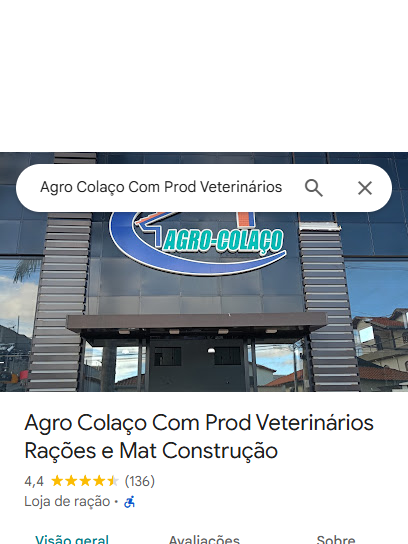 Agro Colaço Com Prod Veterinários
AGRO-COLAÇO
Agro Colaço Com Prod Veterinários
Rações e Mat Construção
4,4 (136)
Loja de ração ·
Visão geral Avaliações Sobre